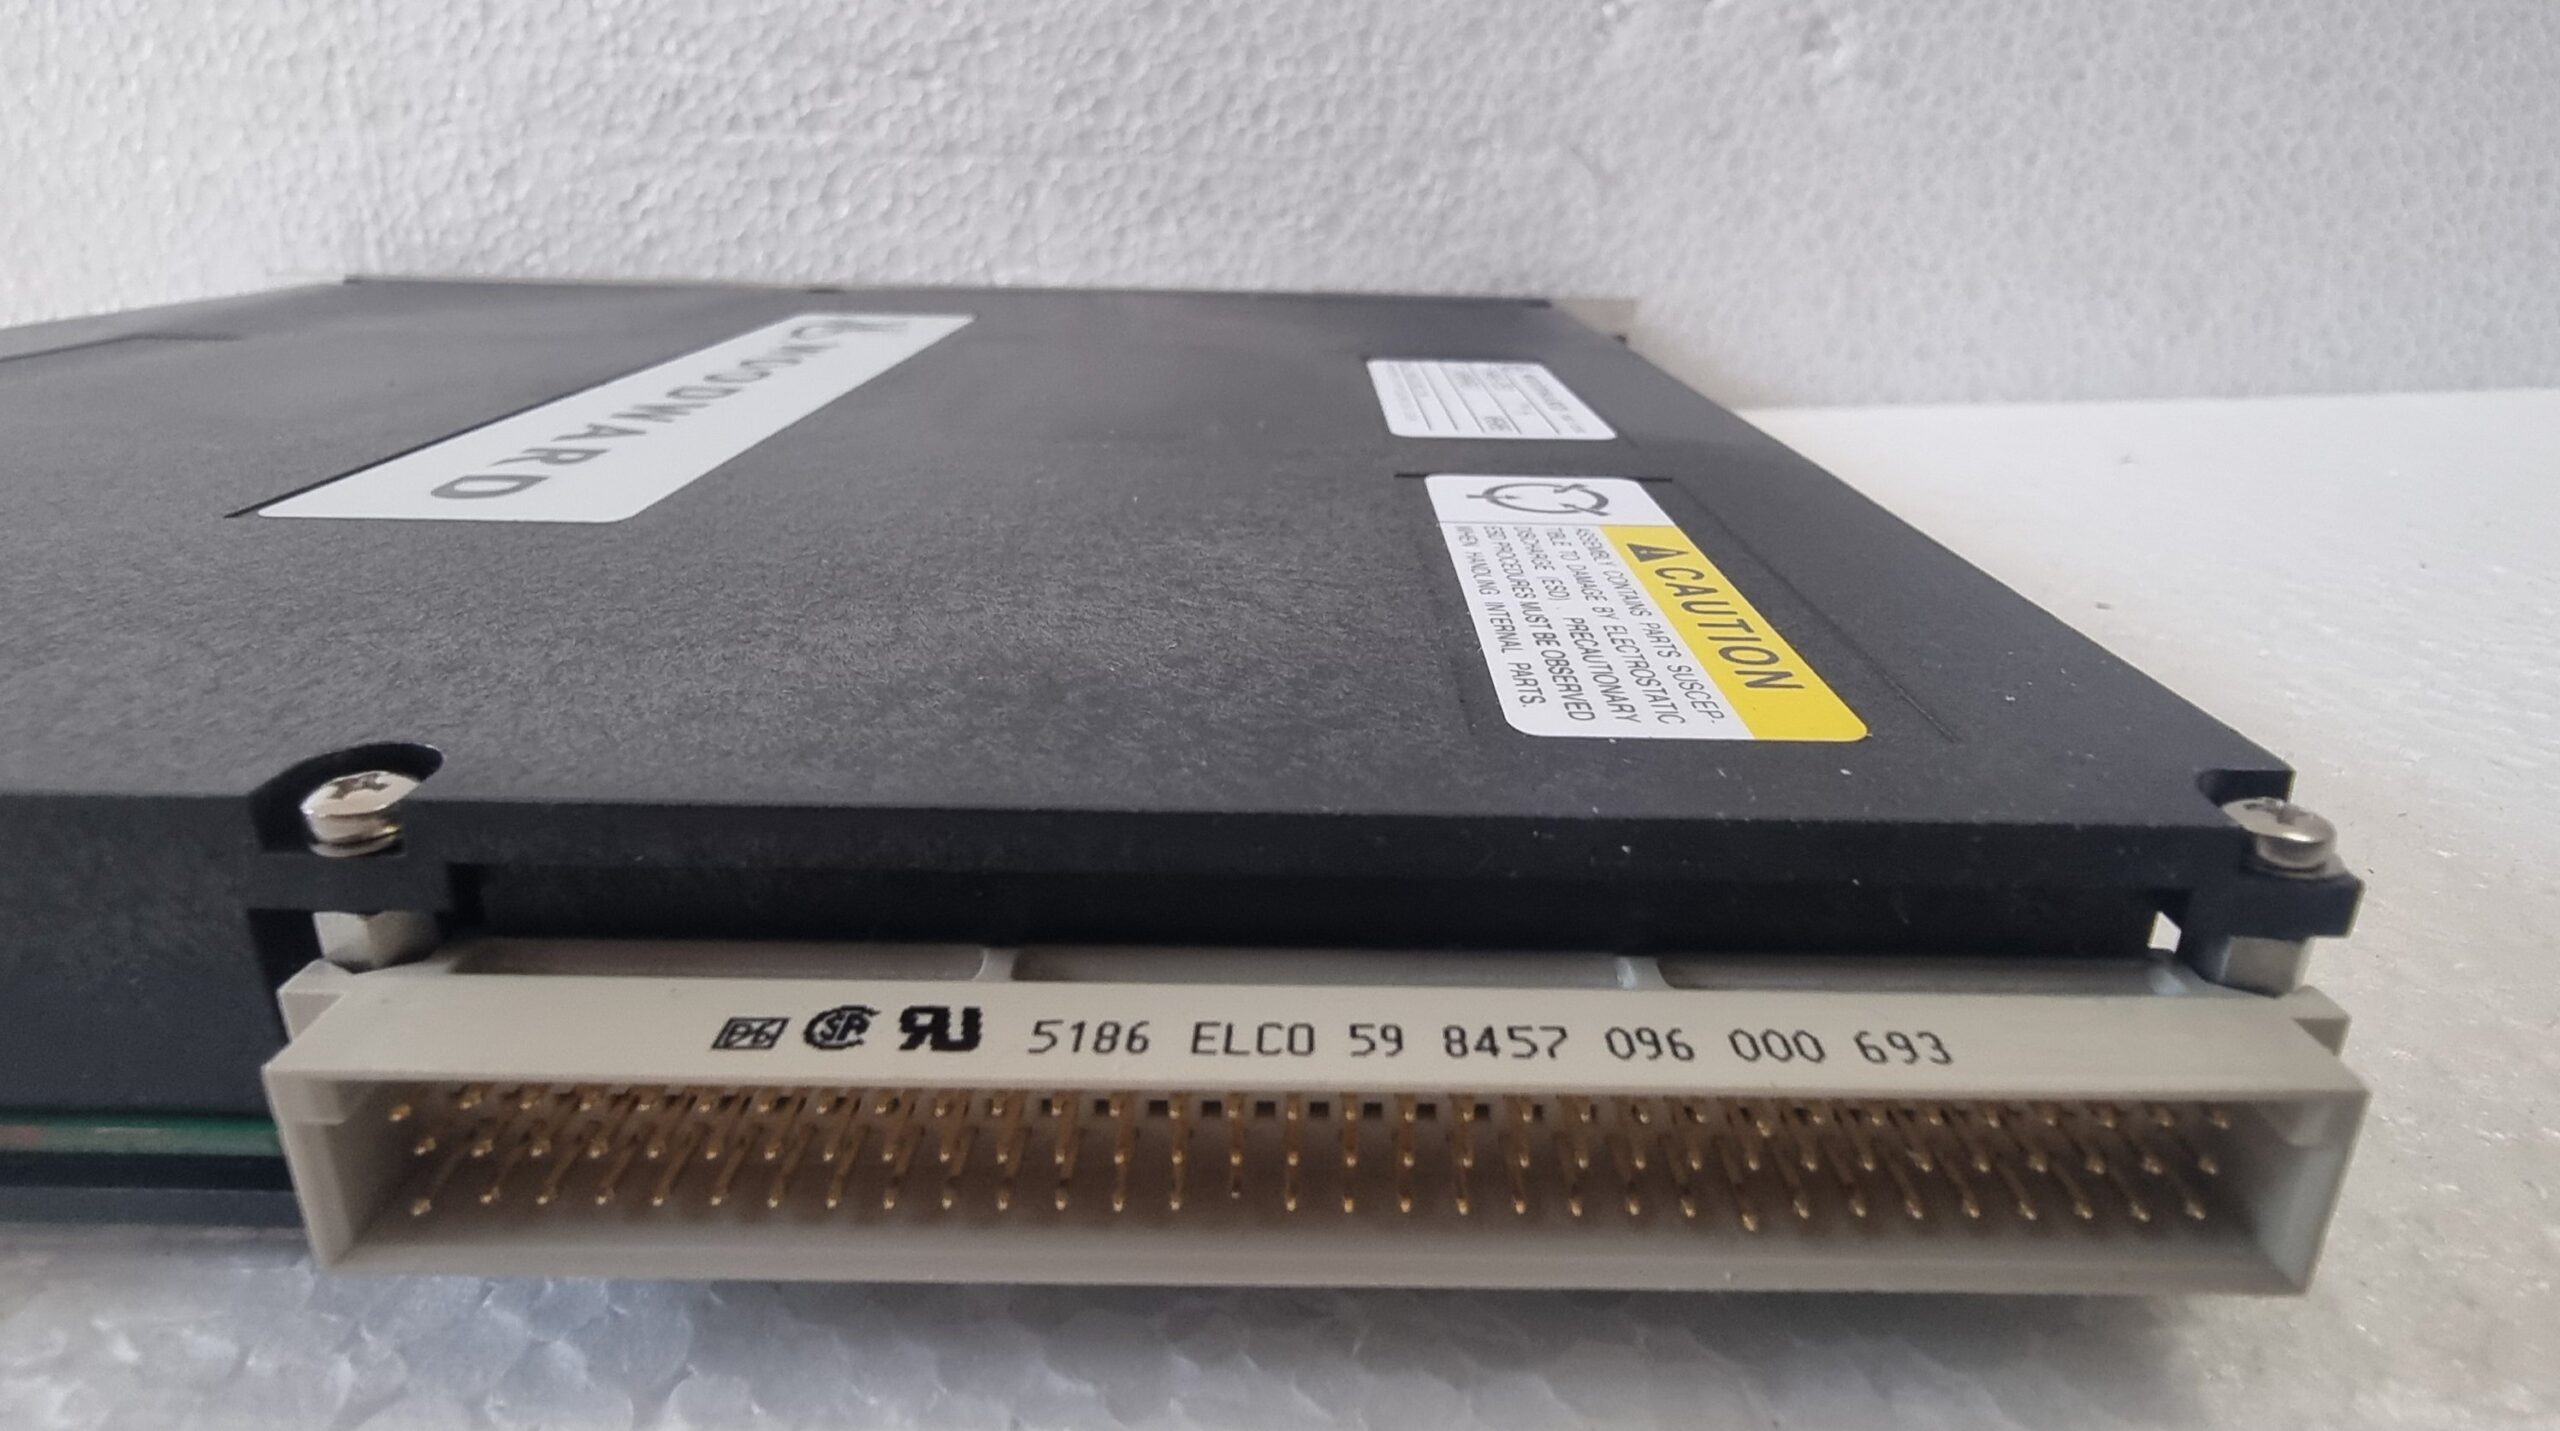 WOODWARD
CAUTION
ASSEMBLY CONTAINS PARTS SUSCEP-
TIBLE TO DAMAGE BY ELECTROSTATIC
DISCHARGE (ESD). PRECAUTIONARY
ESD PROCEDURES MUST BE OBSERVED
WHEN HANDLING INTERNAL PARTS.
5186 ELCO 59 8457 096 000 693